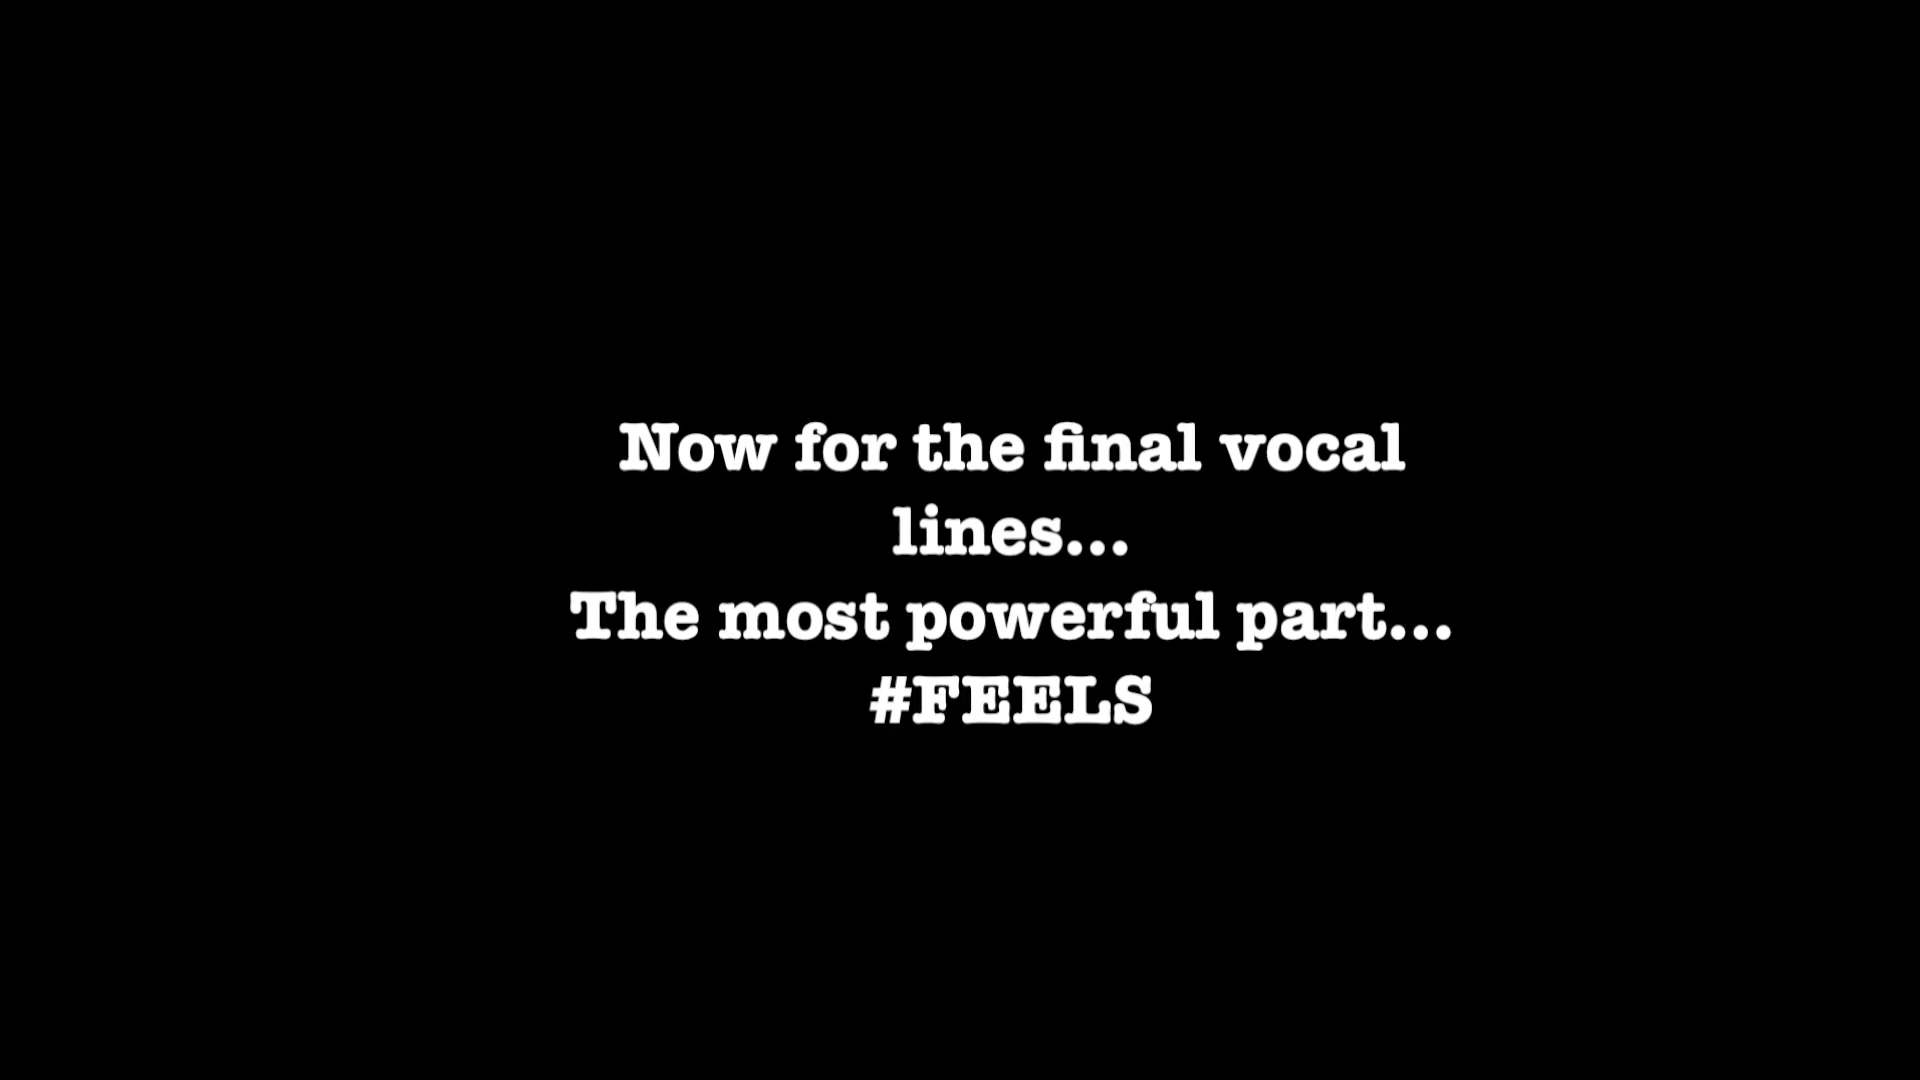 Now for the final vocal
lines...
The most powerful part...
#FEELS